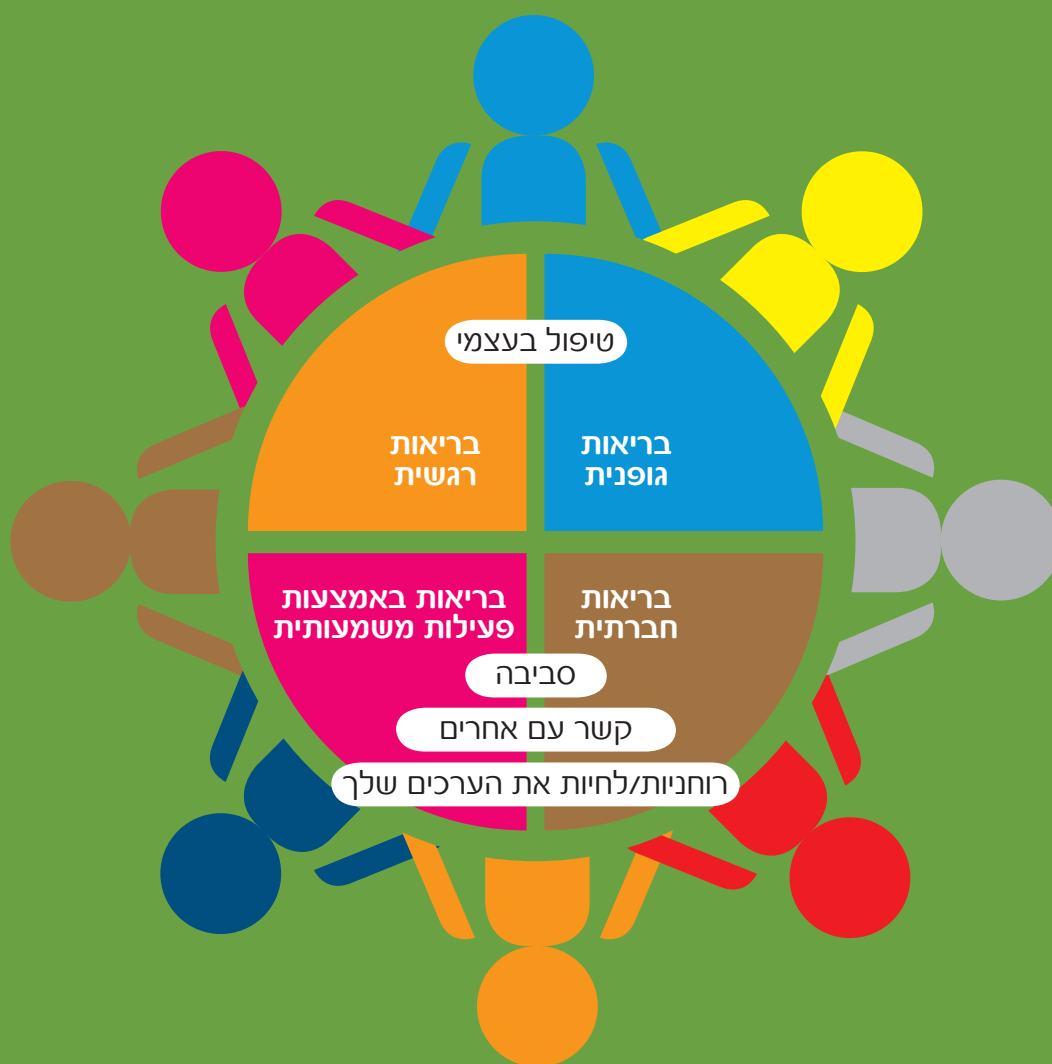 טיפול בעצמי
בריאות
גופנית
בריאות
רגשית
בריאות
חברתית
בריאות באמצעות
פעילות משמעותית
סביבה
קשר עם אחרים
רוחניות/לחיות את הערכים שלך